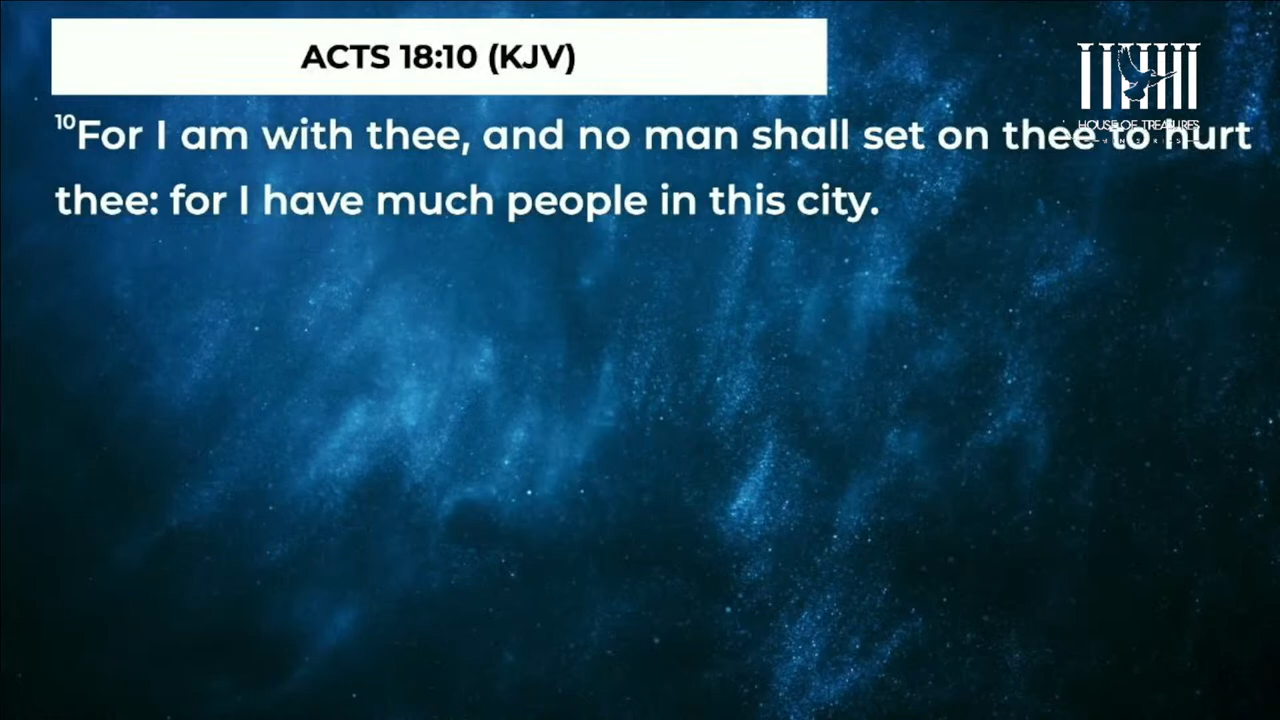 ACTS 18:10 (KJV)
HOUSE OF TREASURES
10For I am with thee, and no man shall set on thee to hurt
thee: for I have much people in this city.